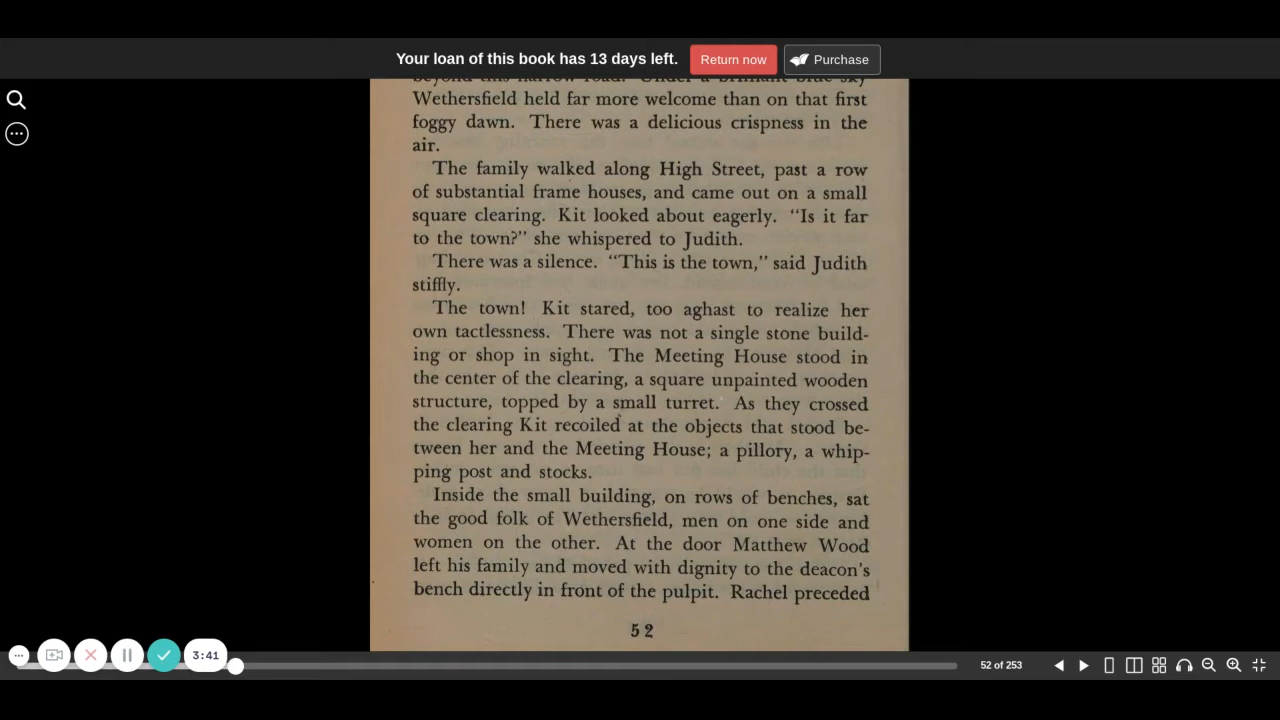 Your loan of this book has 13 days left. Return now Purchase
beyond this narrow road. Under a brilliant blue sky
Wethersfield held far more welcome than on that first
foggy dawn. There was a delicious crispness in the
air.
The family walked along High Street, past a row
of substantial frame houses, and came out on a small
square clearing. Kit looked about eagerly. "Is it far
to the town?" she whispered to Judith.
There was a silence. "This is the town," said Judith
stiffly.
The town! Kit stared, too aghast to realize her
own tactlessness. There was not a single stone build-
ing or shop in sight. The Meeting House stood in
the center of the clearing, a square unpainted wooden
structure, topped by a small turret. As they crossed
the clearing Kit recoiled at the objects that stood be-
tween her and the Meeting House; a pillory, a whip-
ping post and stocks.
Inside the small building, on rows of benches, sat
the good folk of Wethersfield, men on one side and
women on the other. At the door Matthew Wood
left his family and moved with dignity to the deacon's
bench directly in front of the pulpit. Rachel preceded
52
3:41
52 of 253